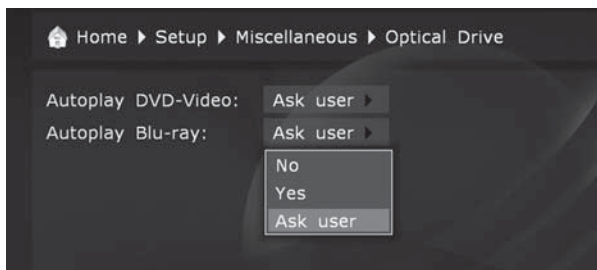 Home ▶ Setup ▶ Miscellaneous ▶ Optical Drive
Autoplay DVD-Video: Ask user ▶
Autoplay Blu-ray: Ask user ▶
No
Yes
Ask user